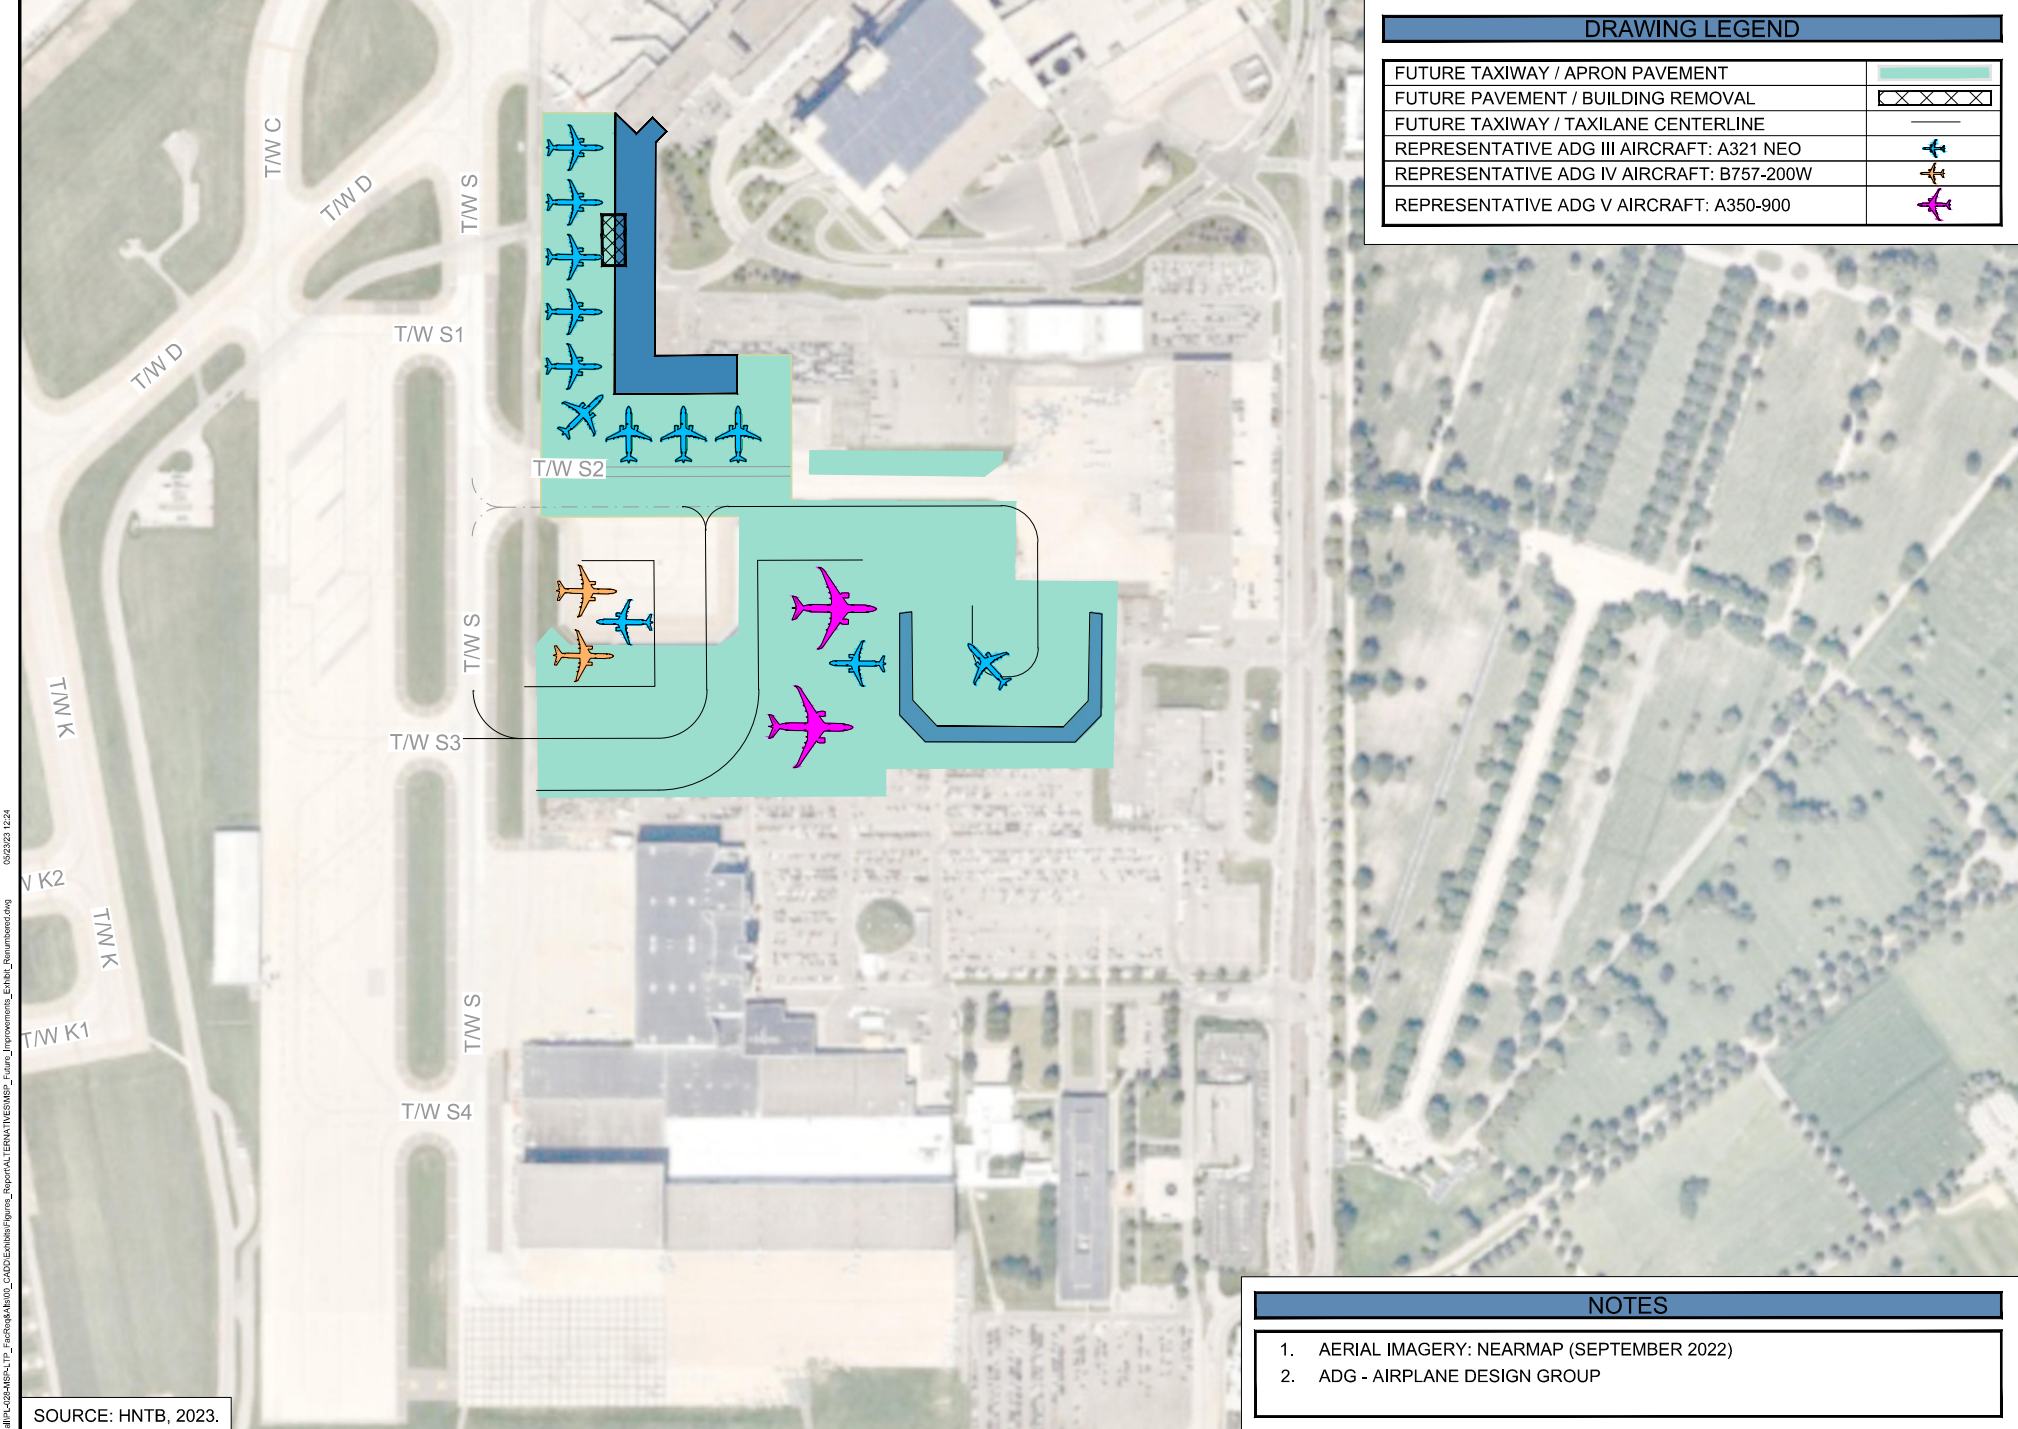 DRAWING LEGEND
FUTURE TAXIWAY / APRON PAVEMENT
FUTURE PAVEMENT / BUILDING REMOVAL
FUTURE TAXIWAY / TAXILANE CENTERLINE
REPRESENTATIVE ADG III AIRCRAFT: A321 NEO
REPRESENTATIVE ADG IV AIRCRAFT: B757-200W
REPRESENTATIVE ADG V AIRCRAFT: A350-900
T/W C
T/W D
T/W S
T/W S1
T/W D
T/W S2
T/W S
T/W K
T/W S3
W K2
T/W K
T/W S
T/W K1
T/W S4
05/23/23 12:24
NOTES
1. AERIAL IMAGERY: NEARMAP (SEPTEMBER 2022)
2. ADG - AIRPLANE DESIGN GROUP
SOURCE: HNTB, 2023.